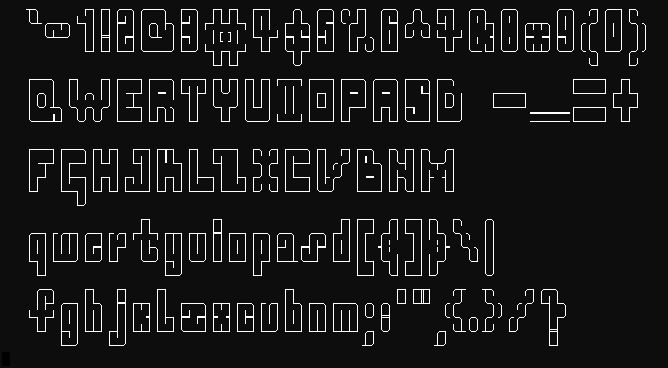 `~1!2@3#4$5%6^7&8*9(0)
QWERTYUIOPASD -_=+
FGHJKLZXCVBNM
qwertyuiopasd[{]}\|
fghjklzxcvbnm;:'",<.>/?